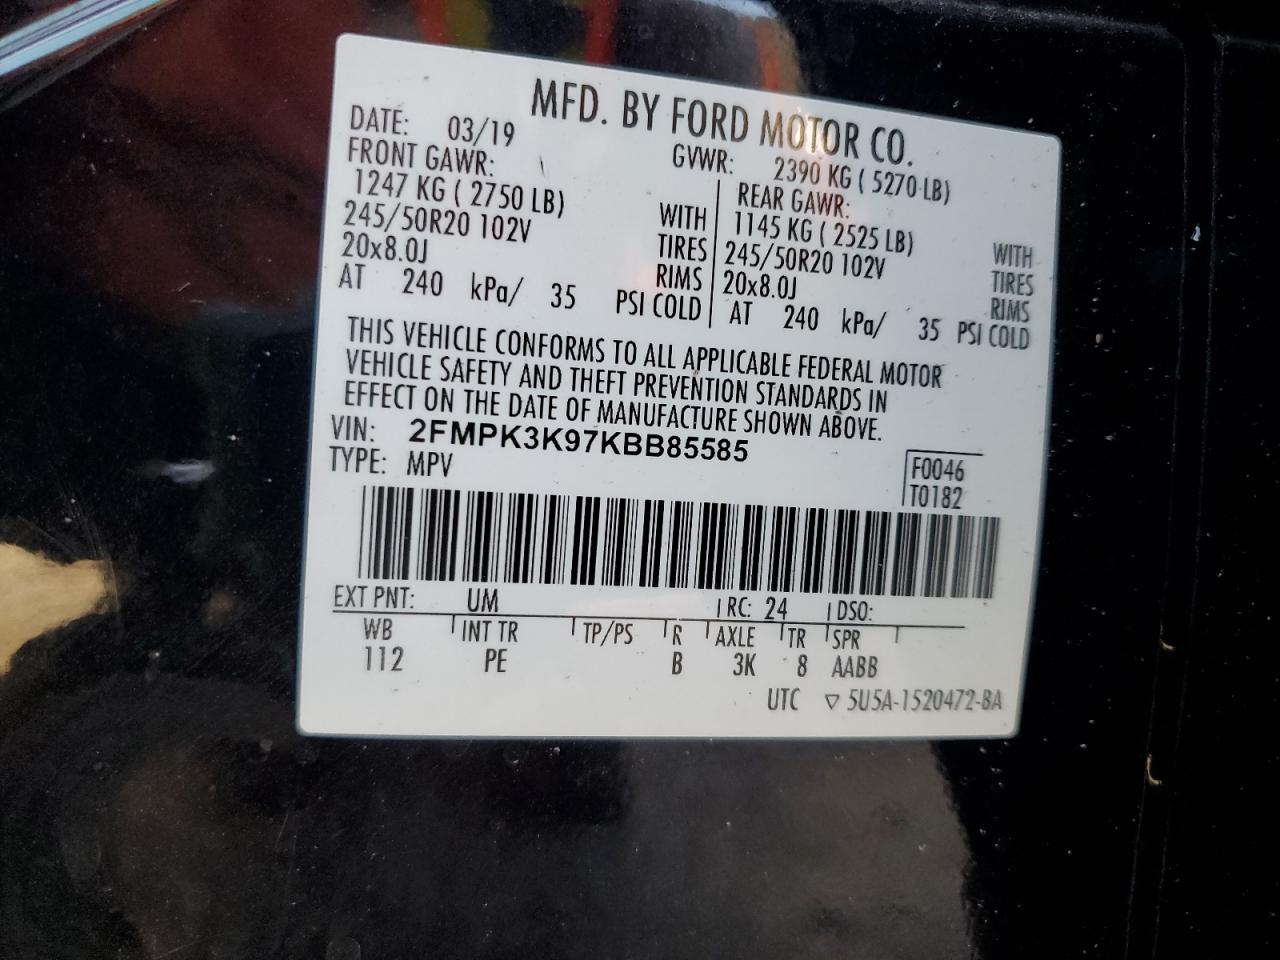 MFD. BY FORD MOTOR CO.
DATE: 03/19 GVWR: 2390 KG ( 5270 LB)
FRONT GAWR: REAR GAWR:
1247 KG ( 2750 LB) WITH 1145 KG ( 2525 LB) WITH
245/50R20 102V TIRES 245/50R20 102V TIRES
20x8.0J RIMS 20x8.0J RIMS
AT 240 kPa/ 35 PSI COLD AT 240 kPa/ 35 PSI COLD
THIS VEHICLE CONFORMS TO ALL APPLICABLE FEDERAL MOTOR
VEHICLE SAFETY AND THEFT PREVENTION STANDARDS IN
EFFECT ON THE DATE OF MANUFACTURE SHOWN ABOVE.
VIN: 2FMPK3K97KBB85585
TYPE: MPV F0046
T0182
EXT PNT: UM RC: 24 DSO:
WB INT TR TP/PS R AXLE TR SPR
112 PE B 3K 8 AABB
UTC ▽ 5U5A-1520472-BA